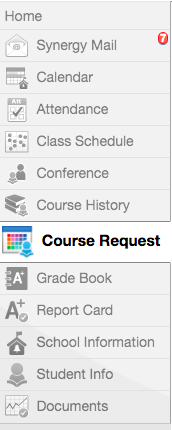 Home
Synergy Mail 7
Calendar
Attendance
Class Schedule
Conference
Course History
Course Request
A+ Grade Book
A+ Report Card
School Information
Student Info
Documents